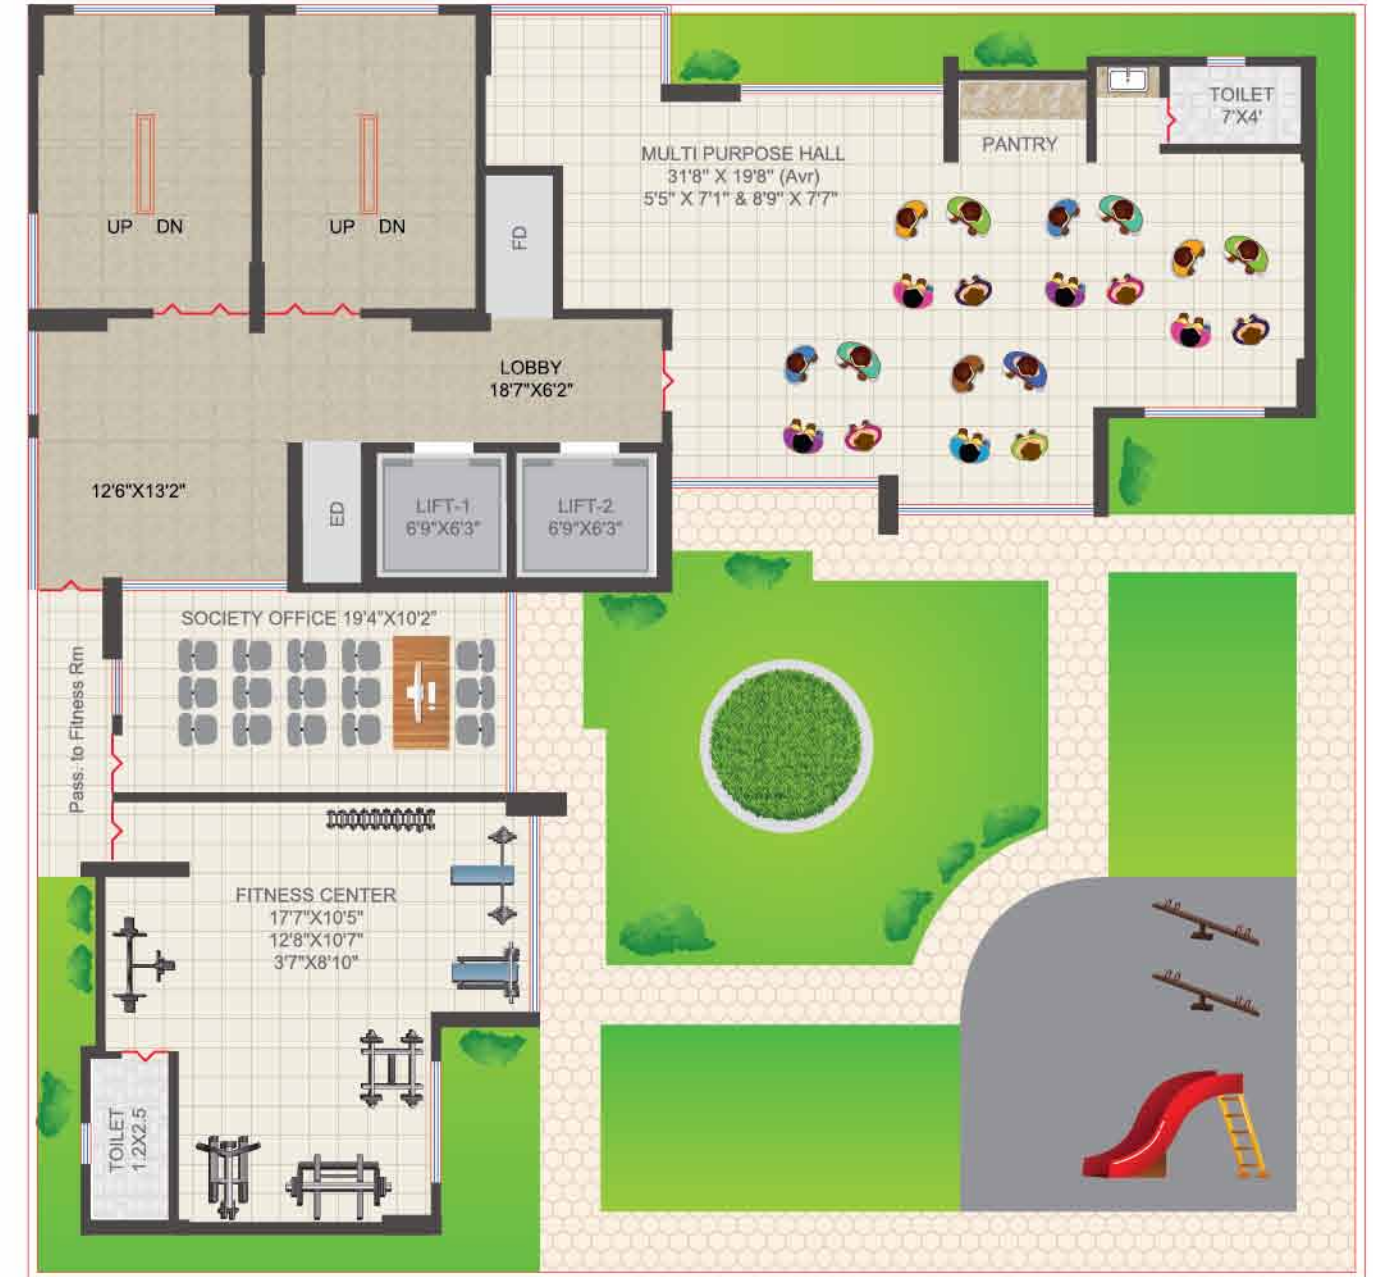 UP DN
UP DN
FD
MULTI PURPOSE HALL
31'8" X 19'8" (Avr)
5'5" X 7'1" & 8'9" X 7'7"
PANTRY
TOILET
7'X4'
LOBBY
18'7"X6'2"
12'6"X13'2"
ED
LIFT-1
6'9"X6'3"
LIFT-2
6'9"X6'3"
SOCIETY OFFICE 19'4"X10'2"
Pass. to Fitness Rm
FITNESS CENTER
17'7"X10'5"
12'8"X10'7"
3'7"X8'10"
TOILET
1.2X2.5